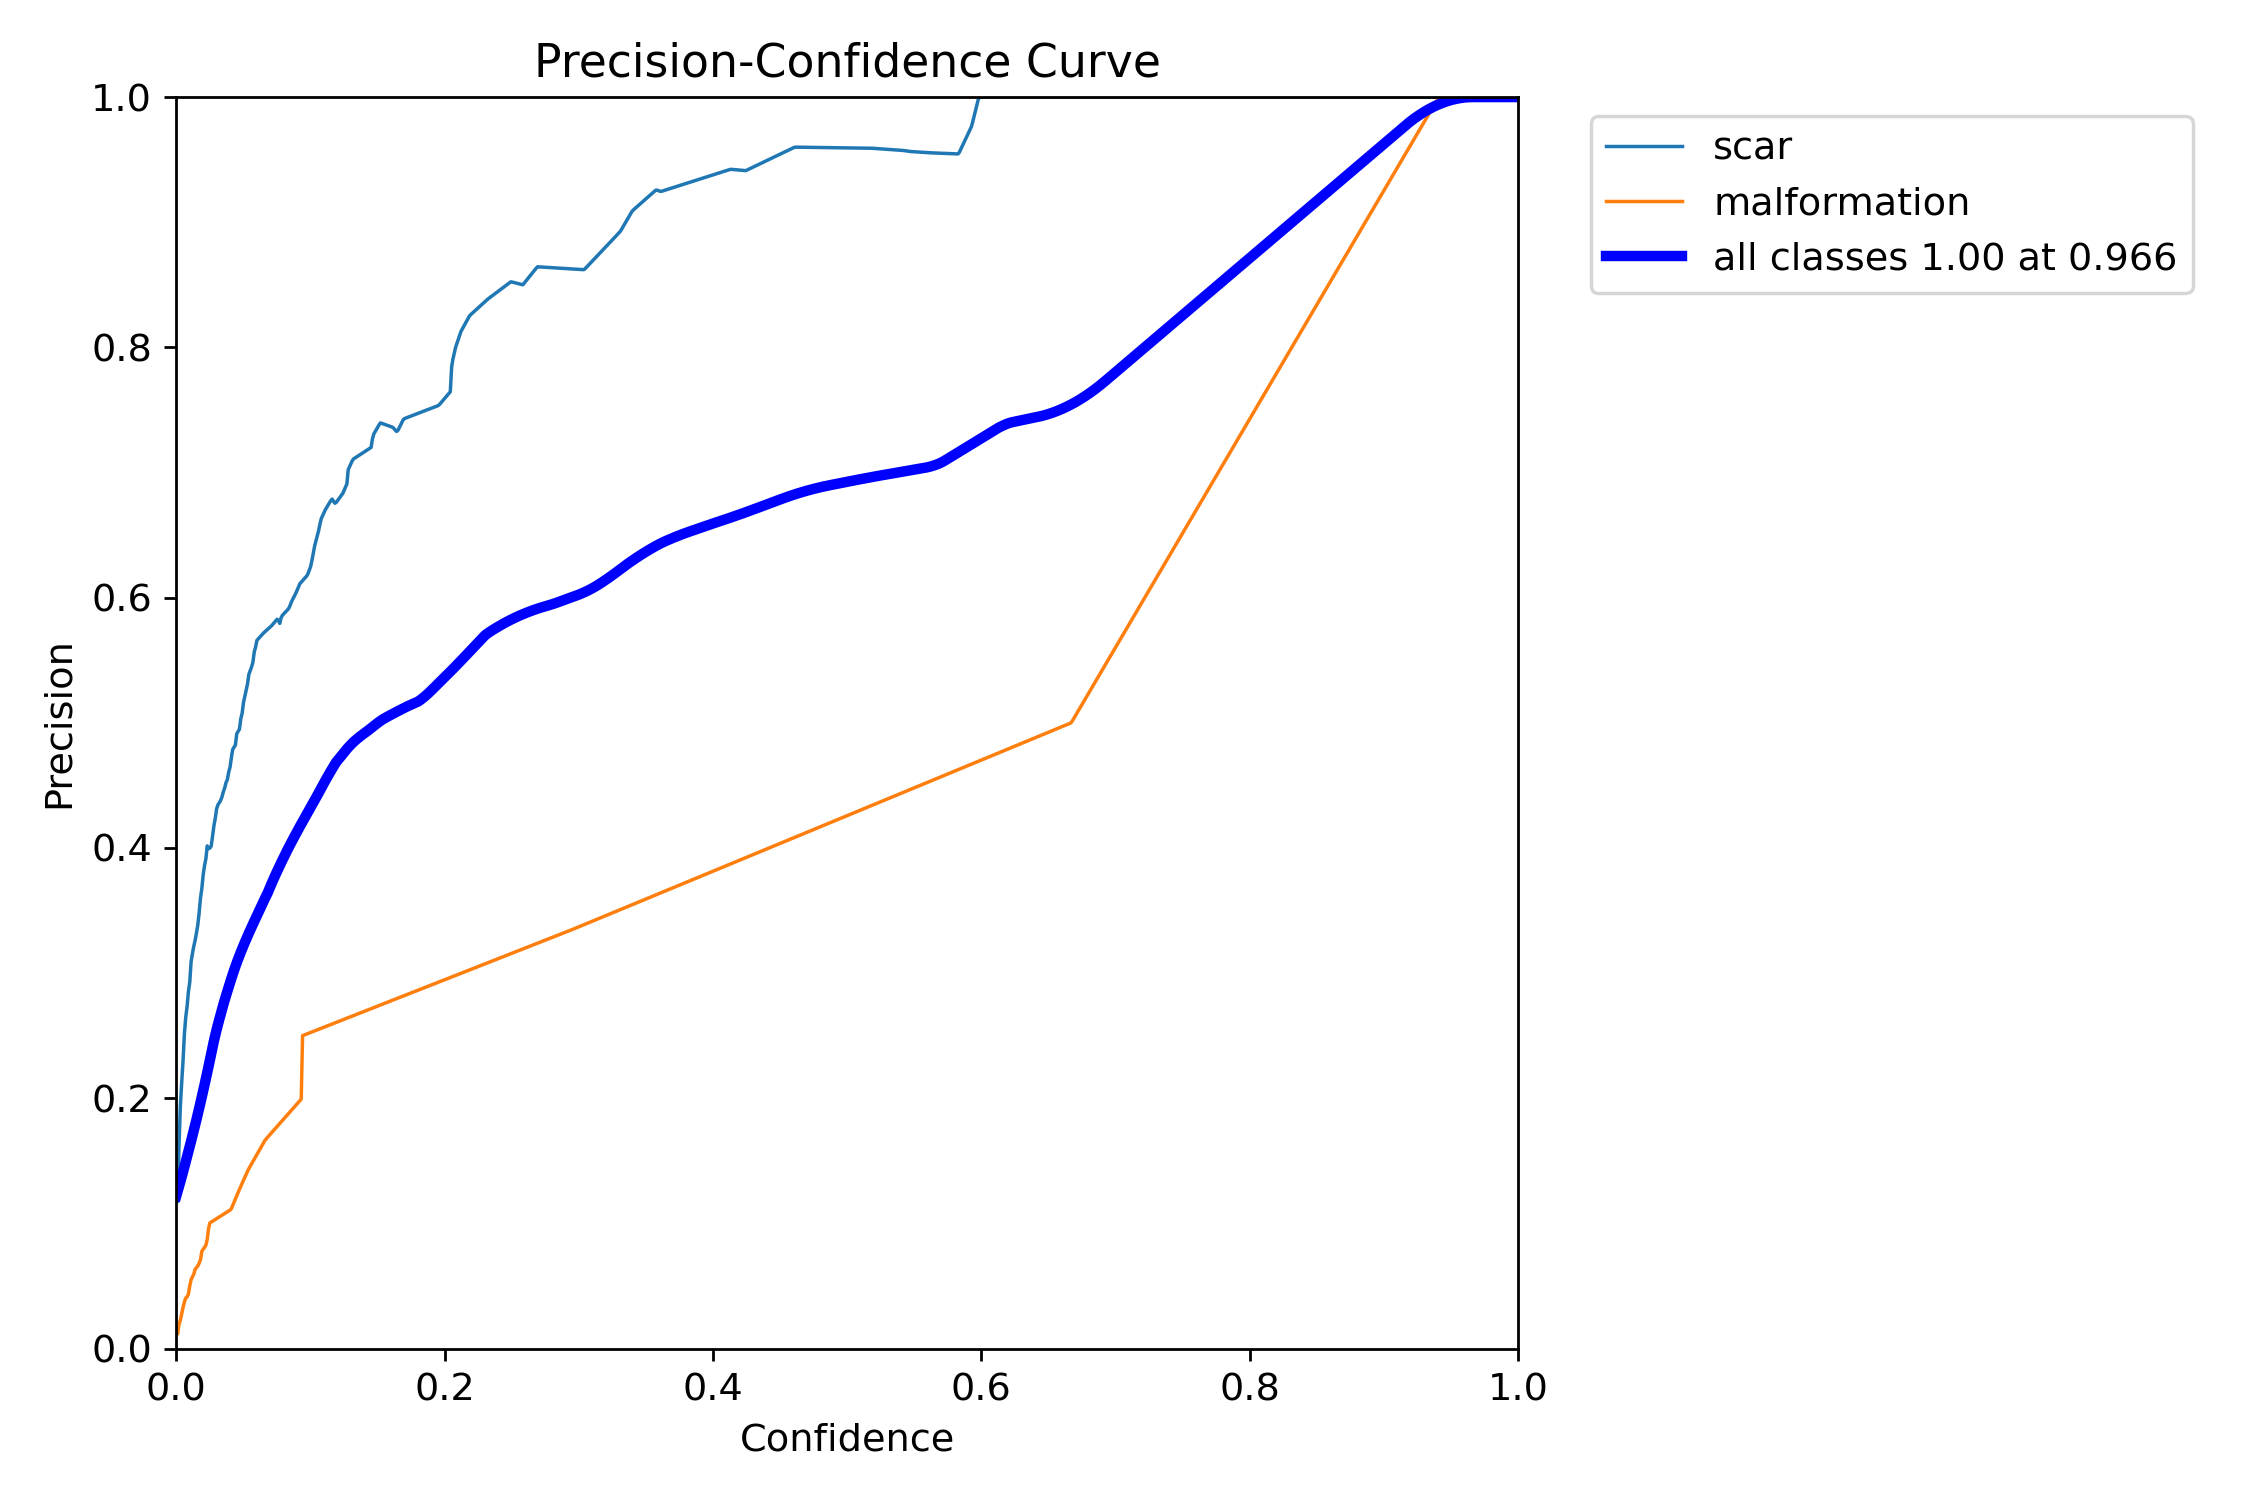 Precision-Confidence Curve
1.0
0.8
0.6
0.4
0.2
0.0
Precision
0.0 0.2 0.4 0.6 0.8 1.0
Confidence
scar
malformation
all classes 1.00 at 0.966